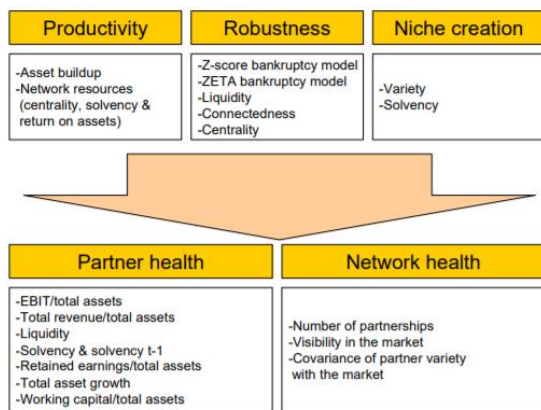 Productivity
-Asset buildup
-Network resources
(centrality, solvency &
return on assets)
Robustness
-Z-score bankruptcy model
-ZETA bankruptcy model
-Liquidity
-Connectedness
-Centrality
Niche creation
-Variety
-Solvency
Partner health
-EBIT/total assets
-Total revenue/total assets
-Liquidity
-Solvency & solvency t-1
-Retained earnings/total assets
-Total asset growth
-Working capital/total assets
Network health
-Number of partnerships
-Visibility in the market
-Covariance of partner variety
with the market